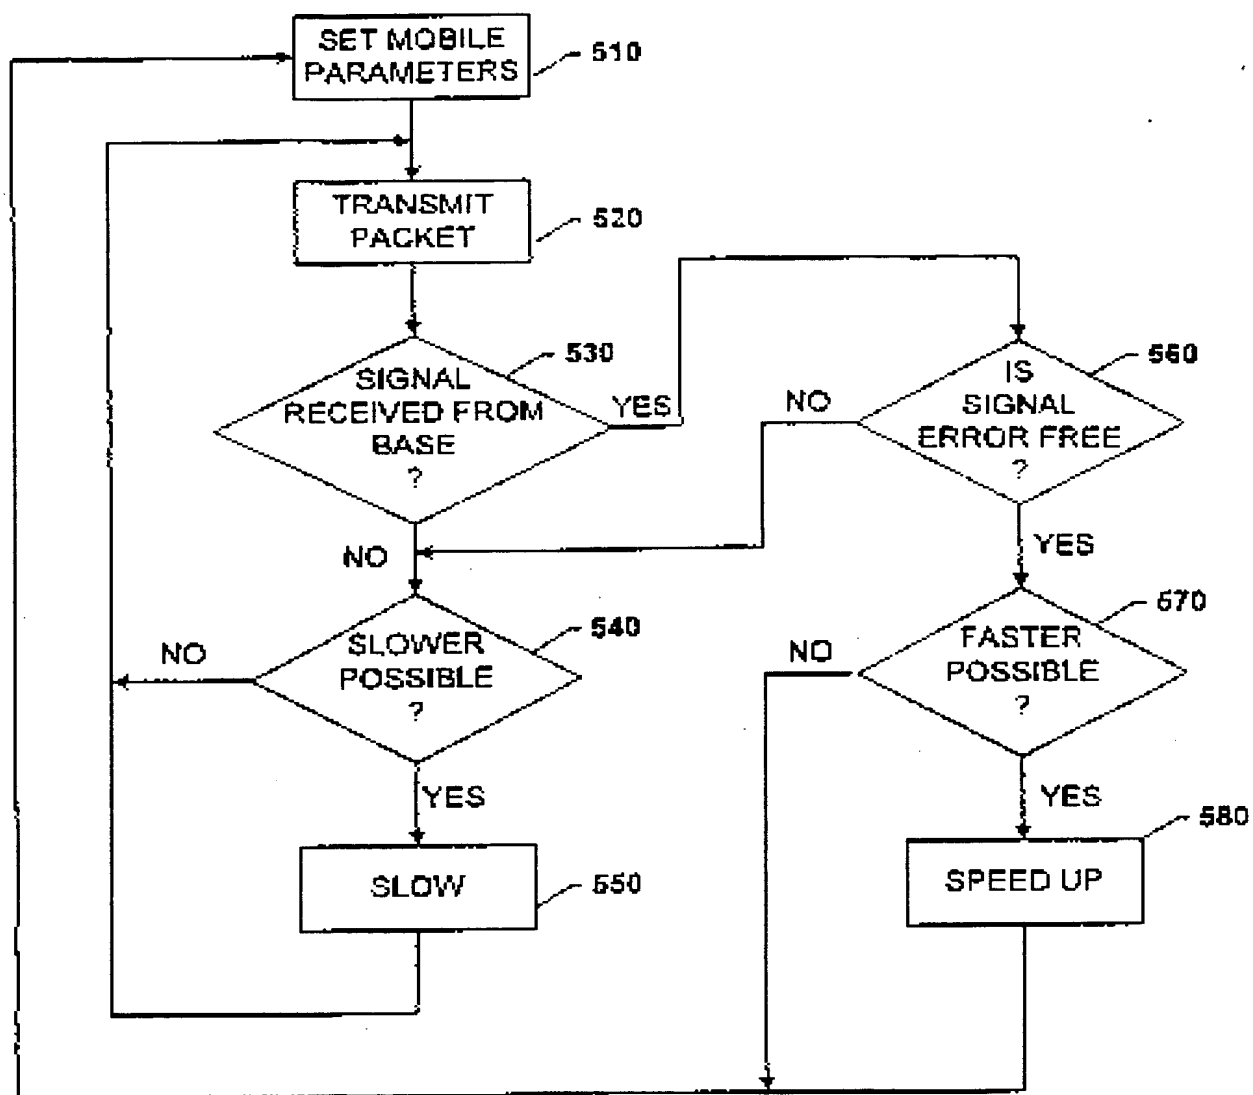 SET MOBILE
PARAMETERS
510
TRANSMIT
PACKET
520
SIGNAL
RECEIVED FROM
BASE
?
530
YES
NO
IS
SIGNAL
ERROR FREE
?
560
NO
YES
SLOWER
POSSIBLE
?
540
NO
YES
FASTER
POSSIBLE
?
570
NO
YES
SLOW
550
SPEED UP
580